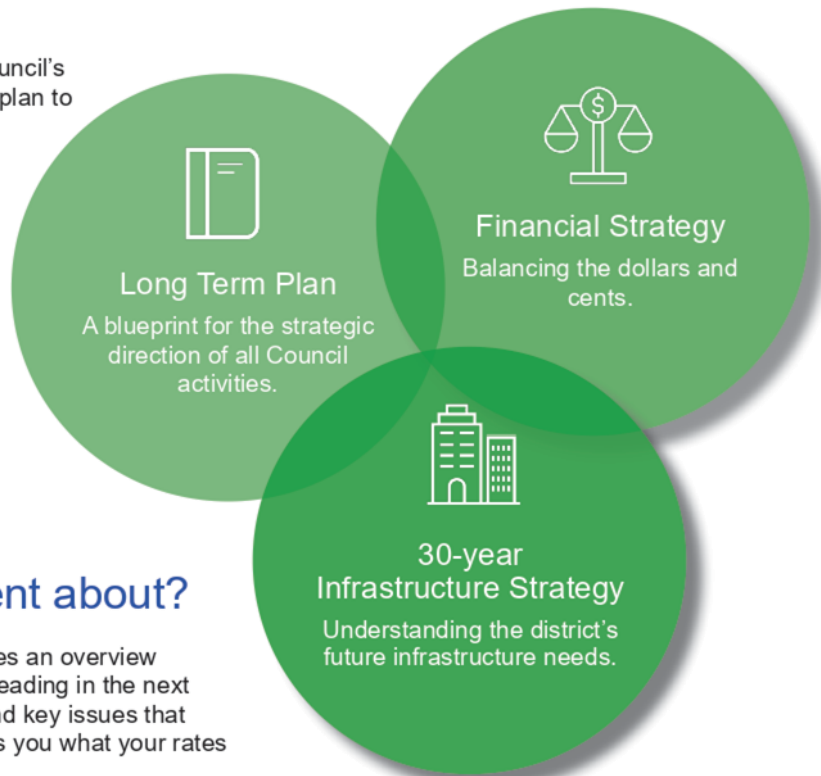 uncil's
plan to
$
Financial Strategy
Balancing the dollars and
cents.
Long Term Plan
A blueprint for the strategic
direction of all Council
activities.
30-year
Infrastructure Strategy
Understanding the district's
future infrastructure needs.
ent about?
es an overview
eading in the next
nd key issues that
s you what your rates